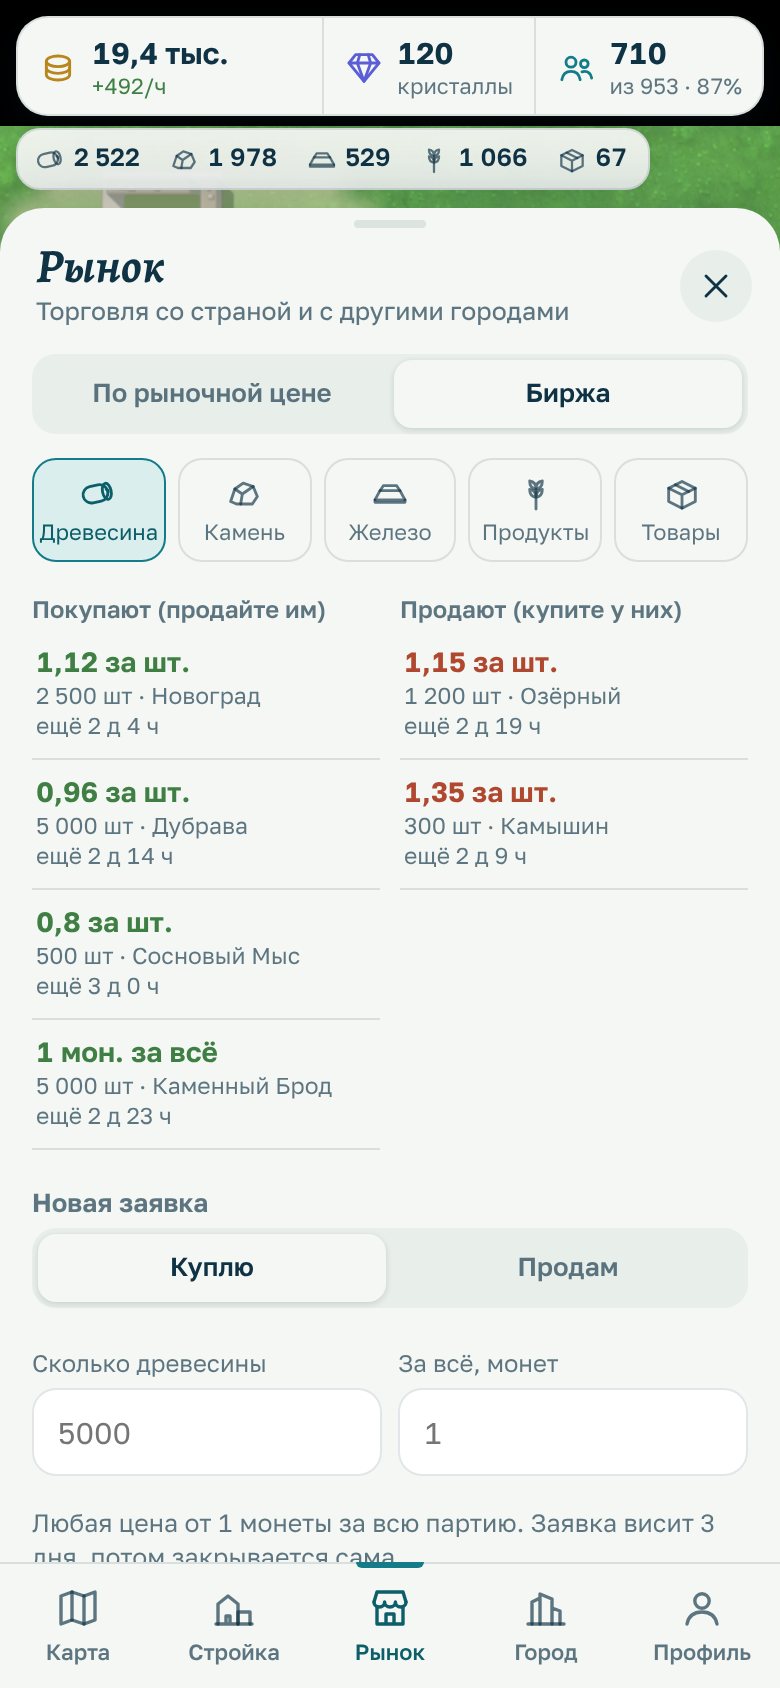 19,4 тыс.
+492/ч
120
кристаллы
710
из 953 · 87%
2 522
1 978
529
1 066
67
Рынок
Торговля со страной и с другими городами
По рыночной цене
Биржа
Древесина
Камень
Железо
Продукты
Товары
Покупают (продайте им)
1,12 за шт.
2 500 шт · Новоград
ещё 2 д 4 ч
0,96 за шт.
5 000 шт · Дубрава
ещё 2 д 14 ч
0,8 за шт.
500 шт · Сосновый Мыс
ещё 3 д 0 ч
1 мон. за всё
5 000 шт · Каменный Брод
ещё 2 д 23 ч
Продают (купите у них)
1,15 за шт.
1 200 шт · Озёрный
ещё 2 д 19 ч
1,35 за шт.
300 шт · Камышин
ещё 2 д 9 ч
Новая заявка
Куплю
Продам
Сколько древесины
За всё, монет
5000
1
Любая цена от 1 монеты за всю партию. Заявка висит 3
дня, потом закрывается сама
Карта
Стройка
Рынок
Город
Профиль